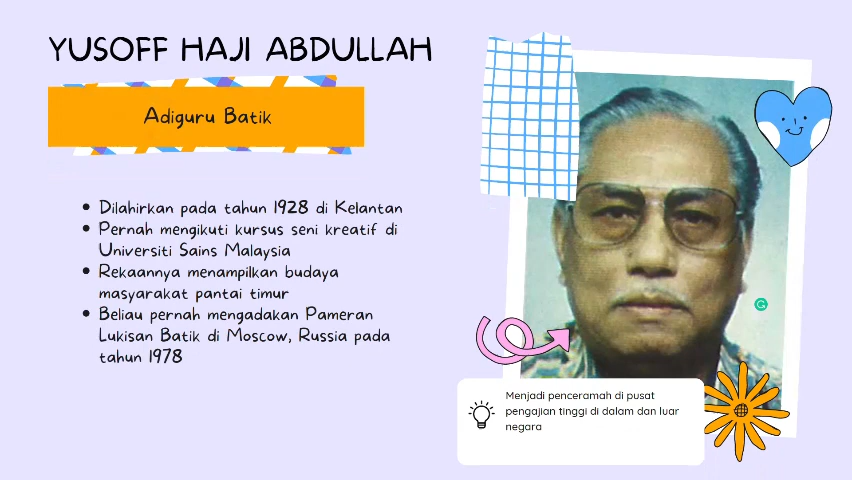 YUSOFF HAJI ABDULLAH
Adiguru Batik
Dilahirkan pada tahun 1928 di Kelantan
Pernah mengikuti kursus seni kreatif di
Universiti Sains Malaysia
Rekaannya menampilkan budaya
masyarakat pantai timur
Beliau pernah mengadakan Pameran
Lukisan Batik di Moscow, Russia pada
tahun 1978
Menjadi penceramah di pusat
pengajian tinggi di dalam dan luar
negara